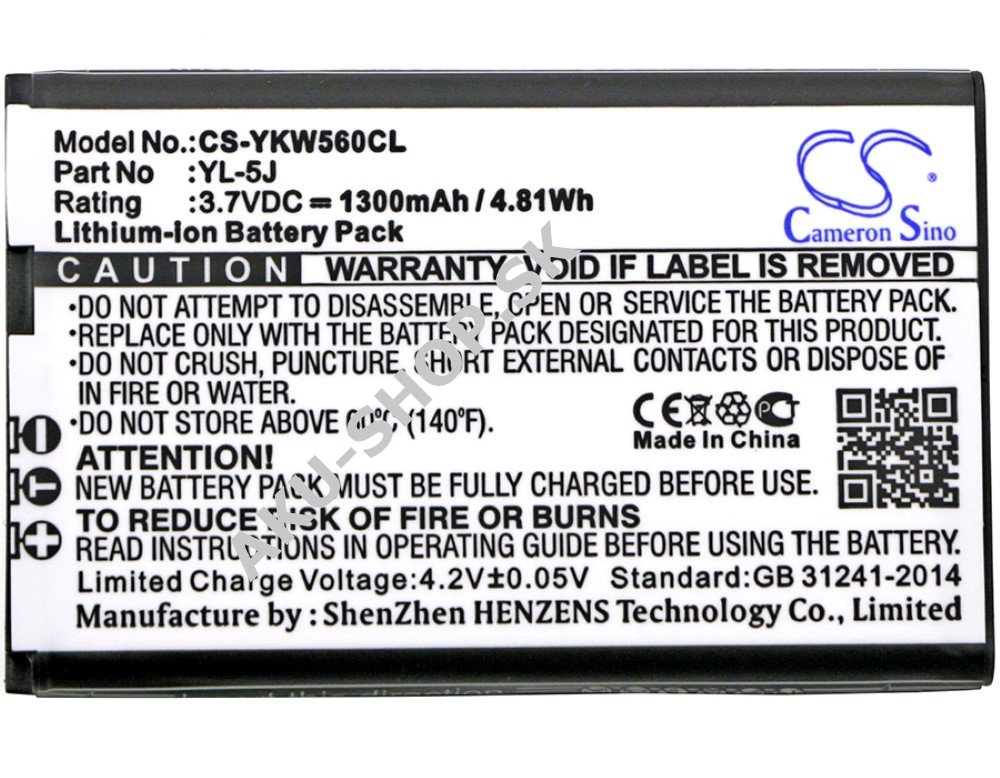 Model No.:CS-YKW560CL
Part No :YL-5J
Rating :3.7VDC ⎓ 1300mAh / 4.81Wh
Lithium-ion Battery Pack
Cameron Sino
CAUTION WARRANTY VOID IF LABEL IS REMOVED
•DO NOT ATTEMPT TO DISASSEMBLE, OPEN OR SERVICE THE BATTERY PACK.
•REPLACE ONLY WITH THE BATTERY PACK DESIGNATED FOR THIS PRODUCT.
•DO NOT CRUSH, PUNCTURE, SHORT EXTERNAL CONTACTS OR DISPOSE OF
IN FIRE OR WATER.
•DO NOT STORE ABOVE 60ºC (140ºF).
Made In China
ATTENTION!
NEW BATTERY PACK MUST BE FULLY CHARGED BEFORE USE.
TO REDUCE RISK OF FIRE OR BURNS
READ INSTRUCTIONS IN OPERATING GUIDE BEFORE USING THE BATTERY.
Limited Charge Voltage:4.2V±0.05V Standard:GB 31241-2014
Manufacturer by : ShenZhen HENZENS Technology Co., Limited
AKU-SHOP.SK